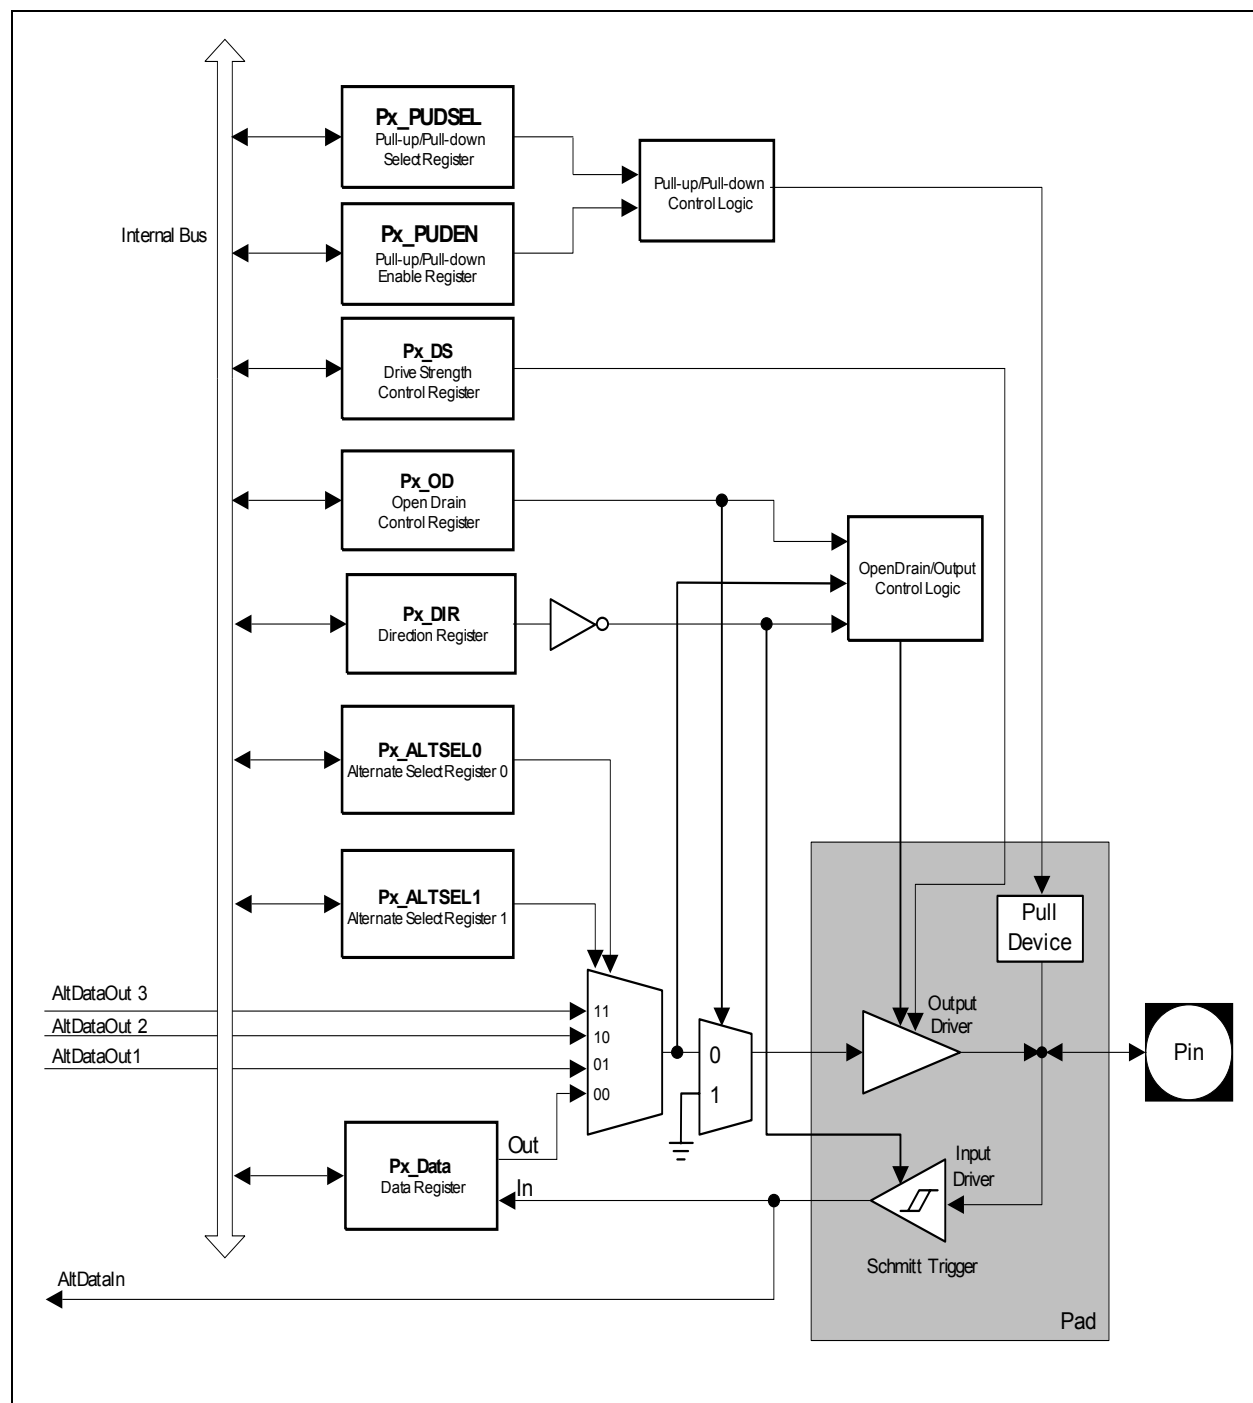 Px_PUDSEL
Pull-up/Pull-down
Select Register
Pull-up/Pull-down
Control Logic
Internal Bus
Px_PUDEN
Pull-up/Pull-down
Enable Register
Px_DS
Drive Strength
Control Register
Px_OD
Open Drain
Control Register
OpenDrain/Output
Control Logic
Px_DIR
Direction Register
Px_ALTSEL0
Alternate Select Register 0
Px_ALTSEL1
Alternate Select Register 1
Pull
Device
AltDataOut 3
AltDataOut 2
AltDataOut1
11
10
01
00
0
1
Output
Driver
Pin
Out
Px_Data
Data Register
In
Input
Driver
Schmitt Trigger
AltDataIn
Pad